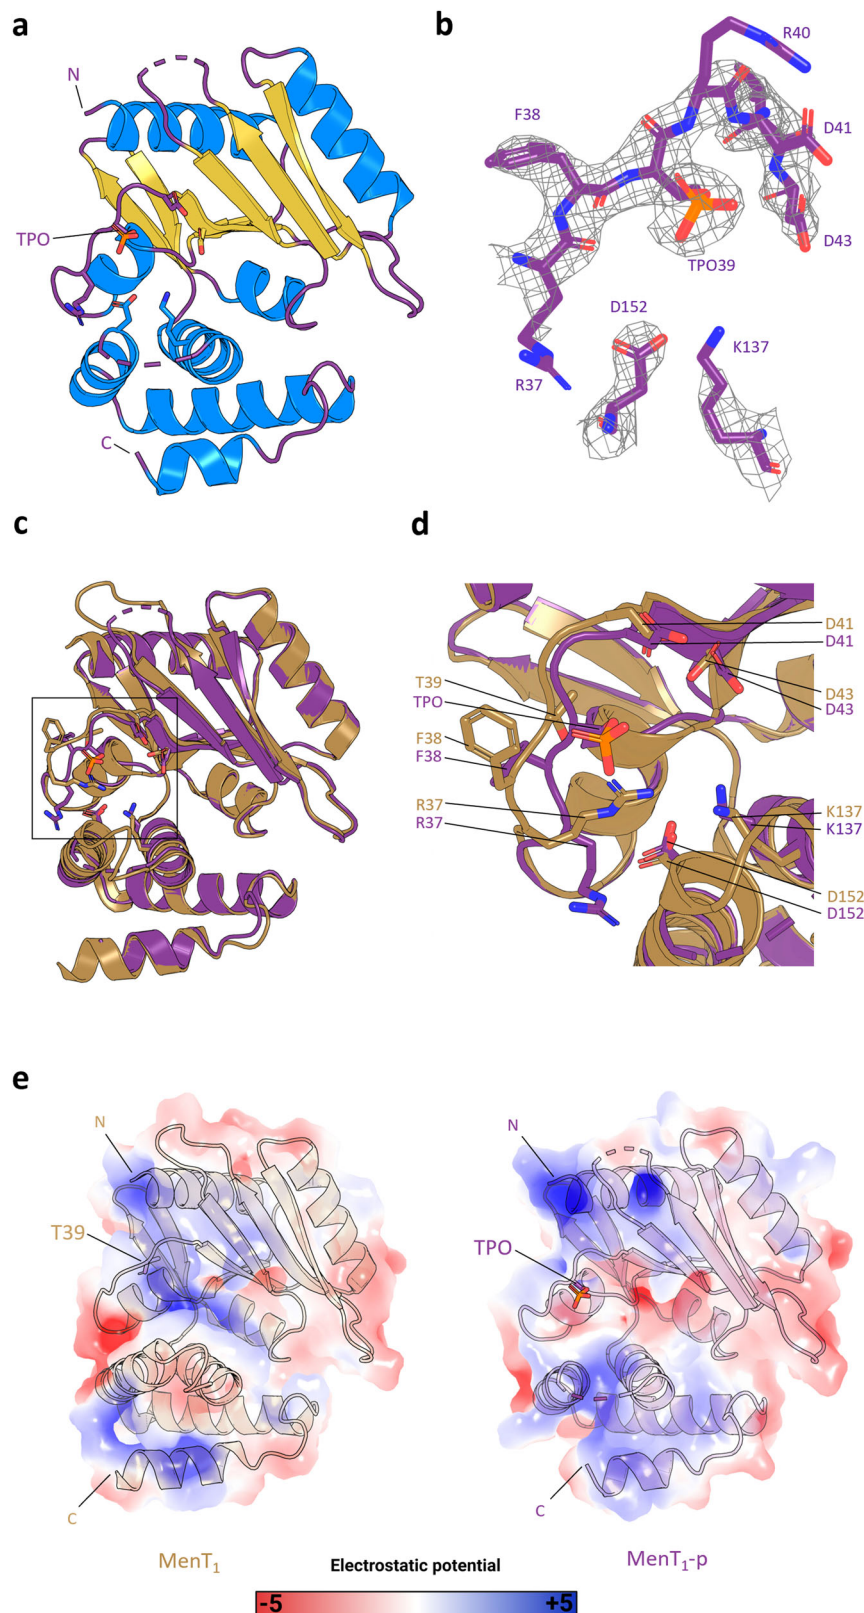 a
N
TPO
C
b
R40
F38
D41
D43
TPO39
D152
K137
R37
c
d
D41
D41
T39
TPO
D43
D43
F38
F38
R37
R37
K137
K137
D152
D152
e
N
T39
C
MenT1
N
TPO
C
MenT1-p
Electrostatic potential
-5
+5